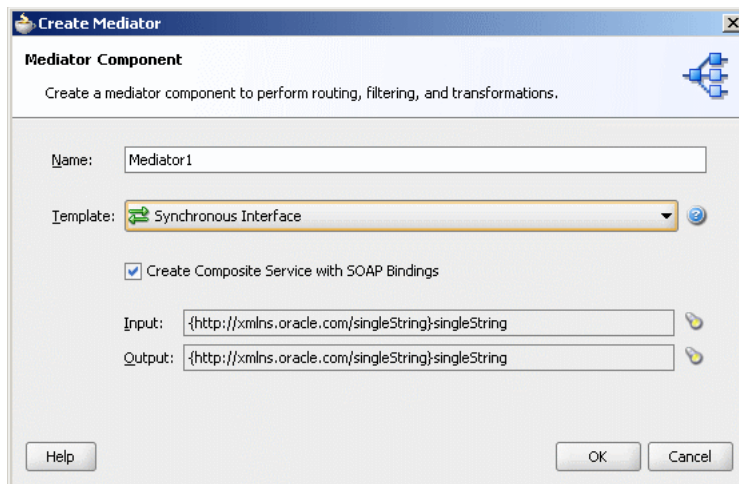 Create Mediator
Mediator Component
Create a mediator component to perform routing, filtering, and transformations.
Name: Mediator1
Template: Synchronous Interface
Create Composite Service with SOAP Bindings
Input: {http://xmlns.oracle.com/singleString}singleString
Output: {http://xmlns.oracle.com/singleString}singleString
Help OK Cancel